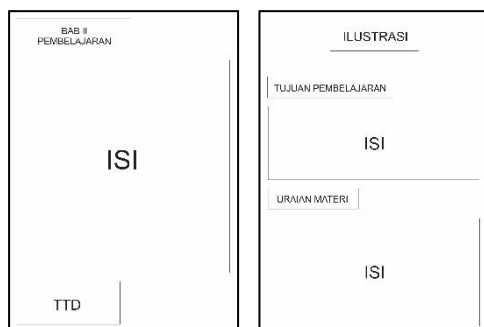 BAB II
PEMBELAJARAN
ISI
TTD
ILUSTRASI
TUJUAN PEMBELAJARAN
ISI
URAIAN MATERI
ISI